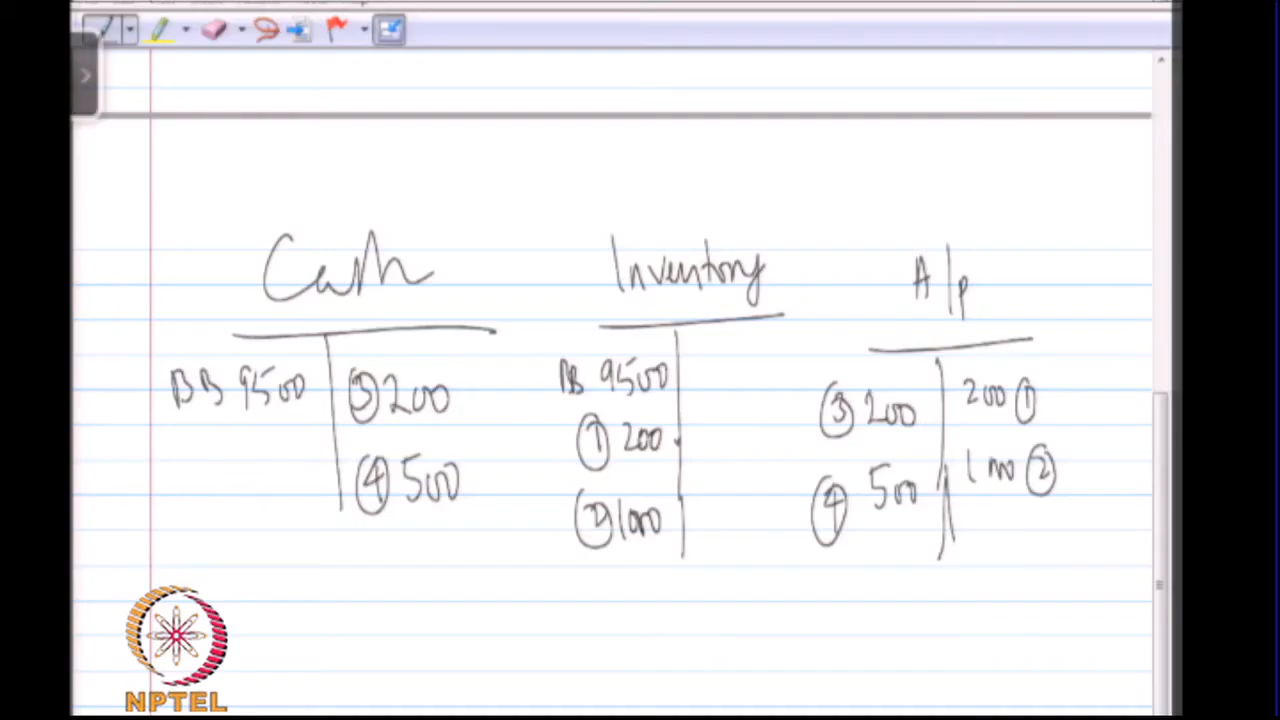 Cash
Inventory
A/p
BB 9500
③ 200
BB 9500
③ 200
200 ①
④ 500
① 200
④ 500
1000 ②
② 1000
NPTEL